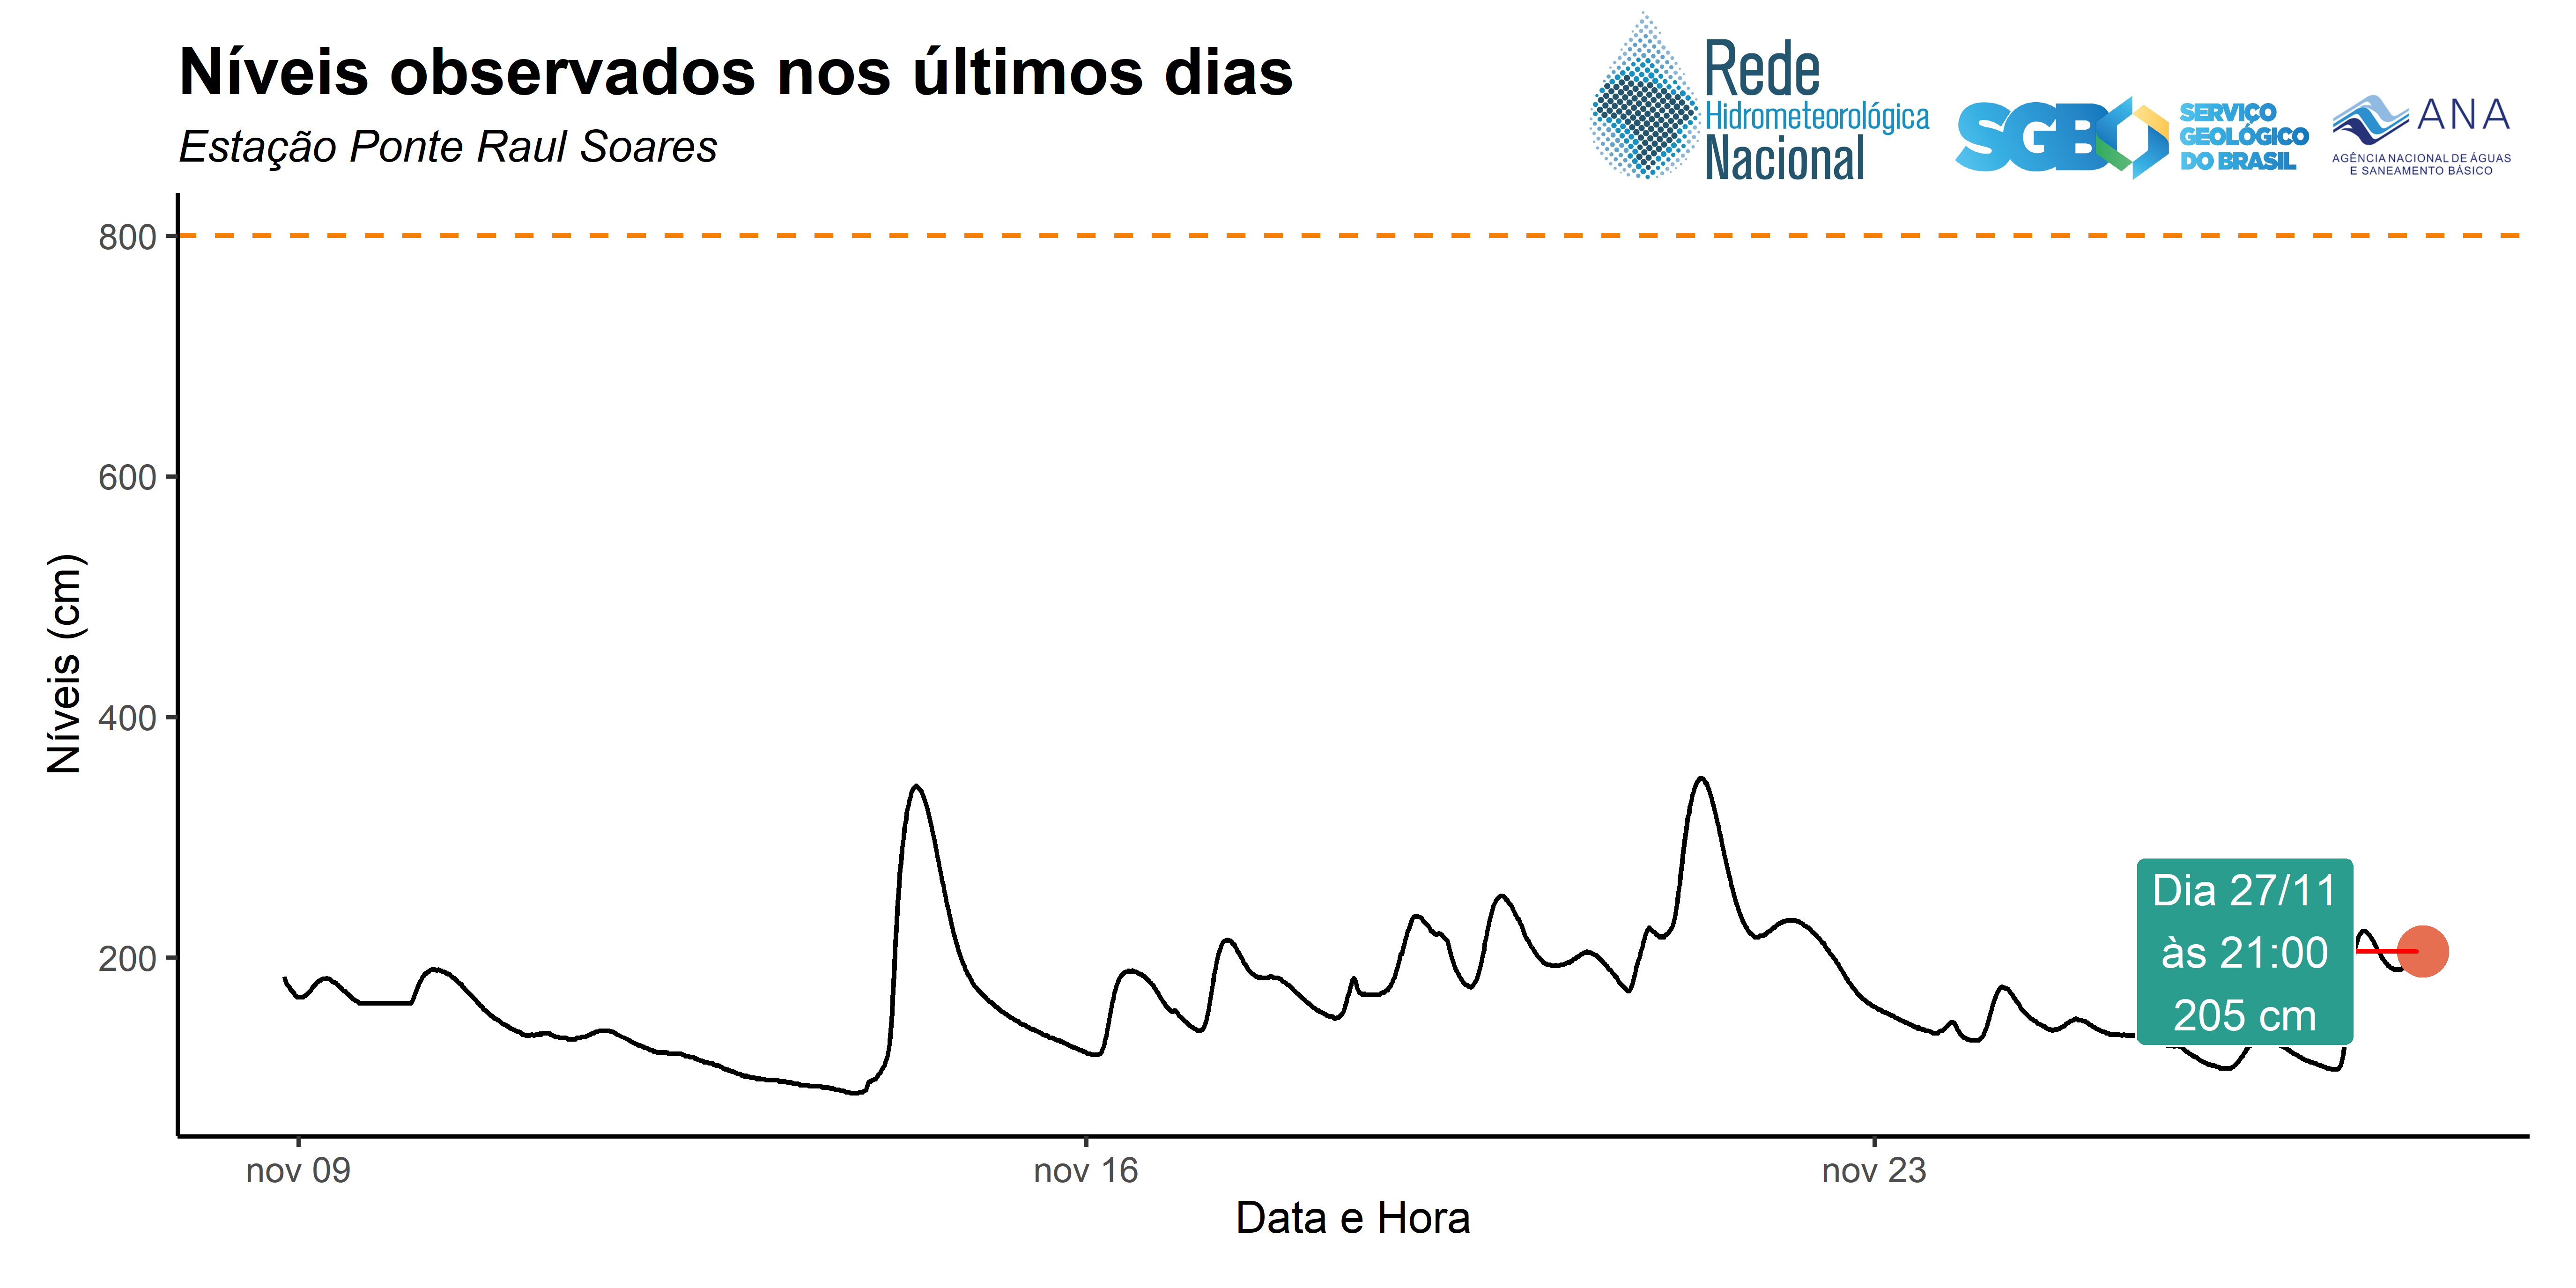 Níveis observados nos últimos dias
Estação Ponte Raul Soares
Rede
Hidrometeorológica
Nacional
SGB
SERVIÇO
GEOLÓGICO
DO BRASIL
ANA
AGÊNCIA NACIONAL DE ÁGUAS
E SANEAMENTO BÁSICO
Níveis (cm)
800
600
400
200
Dia 27/11
às 21:00
205 cm
nov 09
nov 16
nov 23
Data e Hora